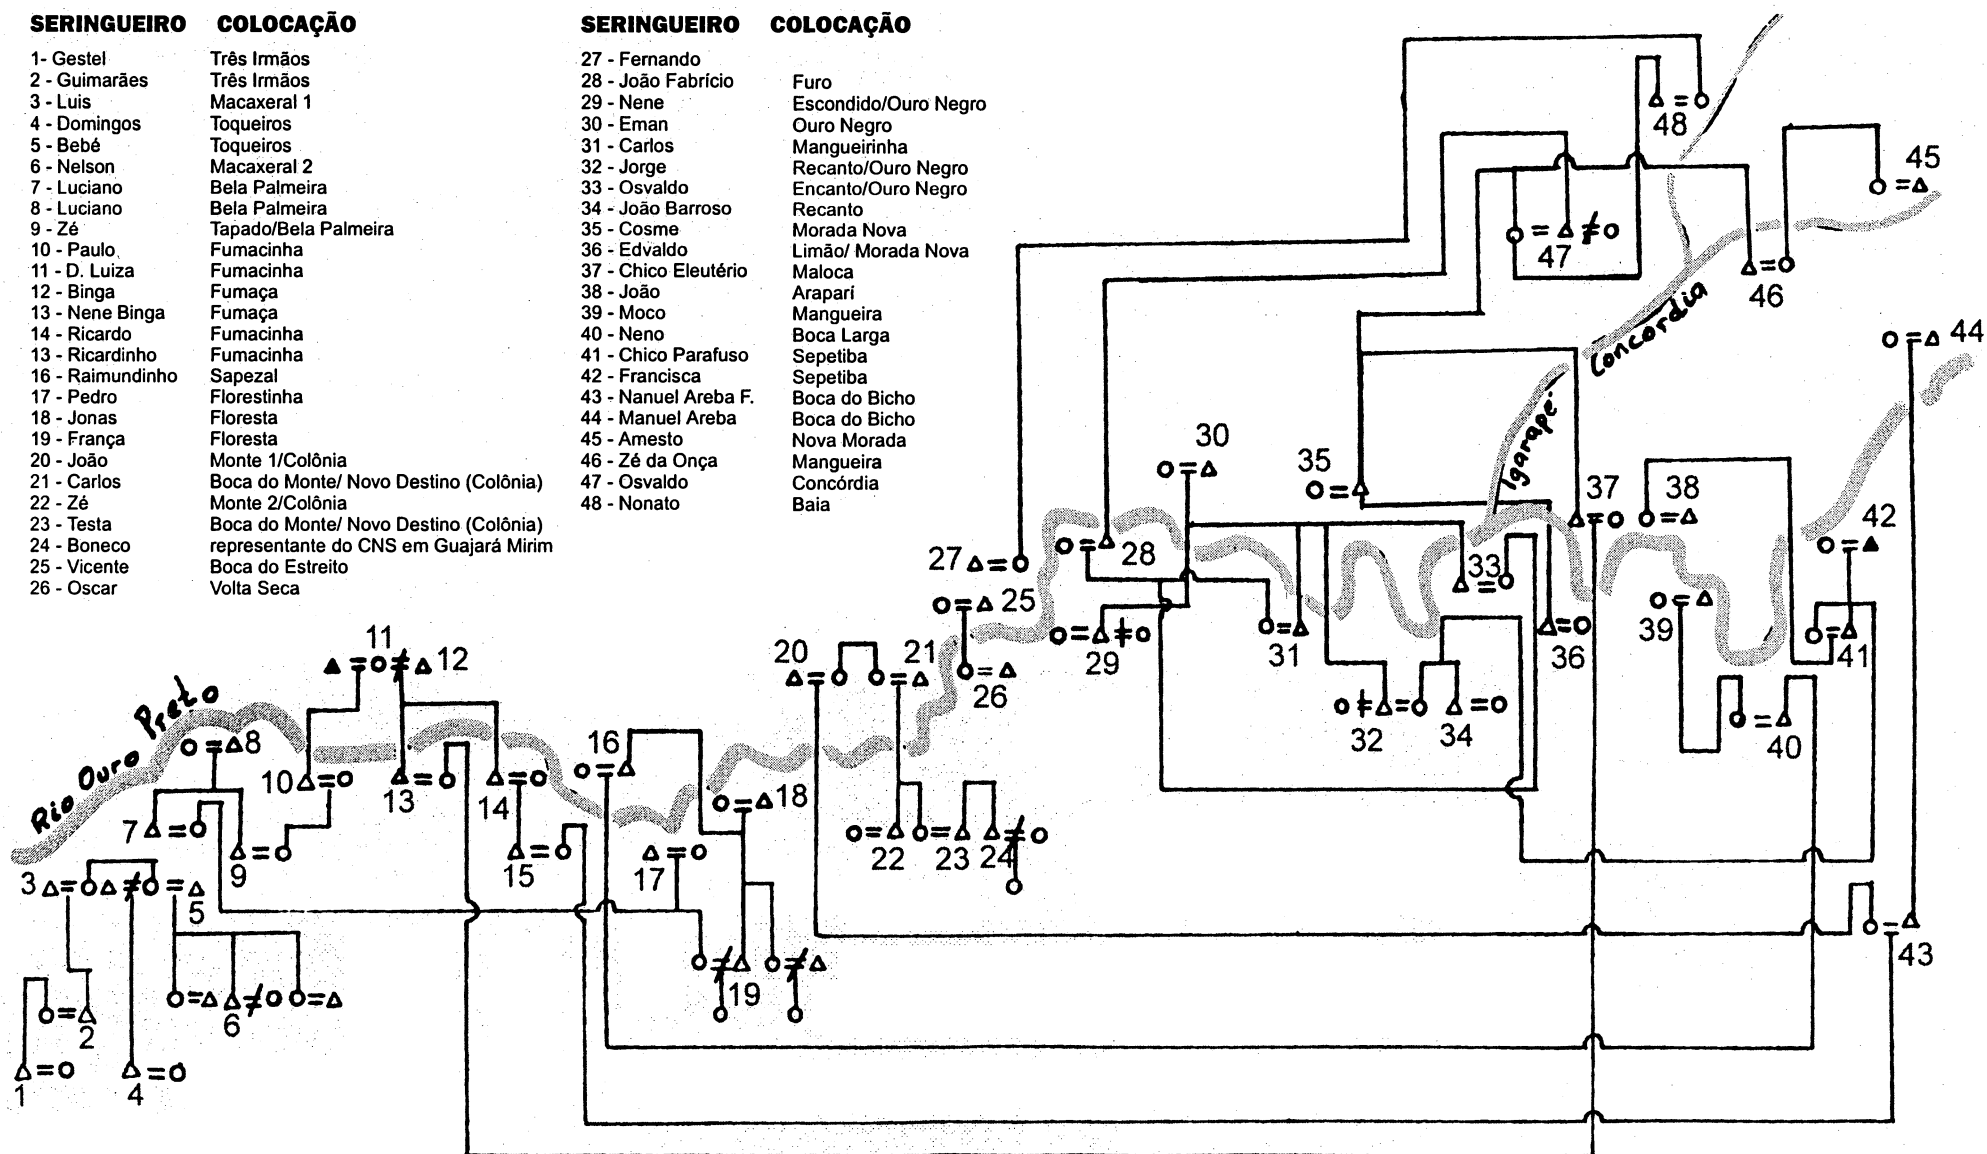 SERINGUEIRO COLOCAÇÃO
1- Gestel Três Irmãos
2 - Guimarães Três Irmãos
3 - Luis Macaxeral 1
4 - Domingos Toqueiros
5 - Bebé Toqueiros
6 - Nelson Macaxeral 2
7 - Luciano Bela Palmeira
8 - Luciano Bela Palmeira
9 - Zé Tapado/Bela Palmeira
10 - Paulo Fumacinha
11 - D. Luiza Fumacinha
12 - Binga Fumaça
13 - Nene Binga Fumaça
14 - Ricardo Fumacinha
13 - Ricardinho Fumacinha
16 - Raimundinho Sapezal
17 - Pedro Florestinha
18 - Jonas Floresta
19 - França Floresta
20 - João Monte 1/Colônia
21 - Carlos Boca do Monte/ Novo Destino (Colônia)
22 - Zé Monte 2/Colônia
23 - Testa Boca do Monte/ Novo Destino (Colônia)
24 - Boneco representante do CNS em Guajará Mirim
25 - Vicente Boca do Estreito
26 - Oscar Volta Seca
SERINGUEIRO COLOCAÇÃO
27 - Fernando
28 - João Fabrício Furo
29 - Nene Escondido/Ouro Negro
30 - Eman Ouro Negro
31 - Carlos Mangueirinha
32 - Jorge Recanto/Ouro Negro
33 - Osvaldo Encanto/Ouro Negro
34 - João Barroso Recanto
35 - Cosme Morada Nova
36 - Edvaldo Limão/ Morada Nova
37 - Chico Eleutério Maloca
38 - João Araparí
39 - Moco Mangueira
40 - Neno Boca Larga
41 - Chico Parafuso Sepetiba
42 - Francisca Sepetiba
43 - Nanuel Areba F. Boca do Bicho
44 - Manuel Areba Boca do Bicho
45 - Amesto Nova Morada
46 - Zé da Onça Mangueira
47 - Osvaldo Concórdia
48 - Nonato Baia
48
45
47
46
Concordia
44
30
35
Igarapé
37
38
42
27
28
33
25
39
29
31
36
41
11
12
20
21
26
Rio Ouro Preto
8
16
32
34
40
10
13
14
18
7
9
15
17
22
23
24
3
5
19
43
2
6
1
4